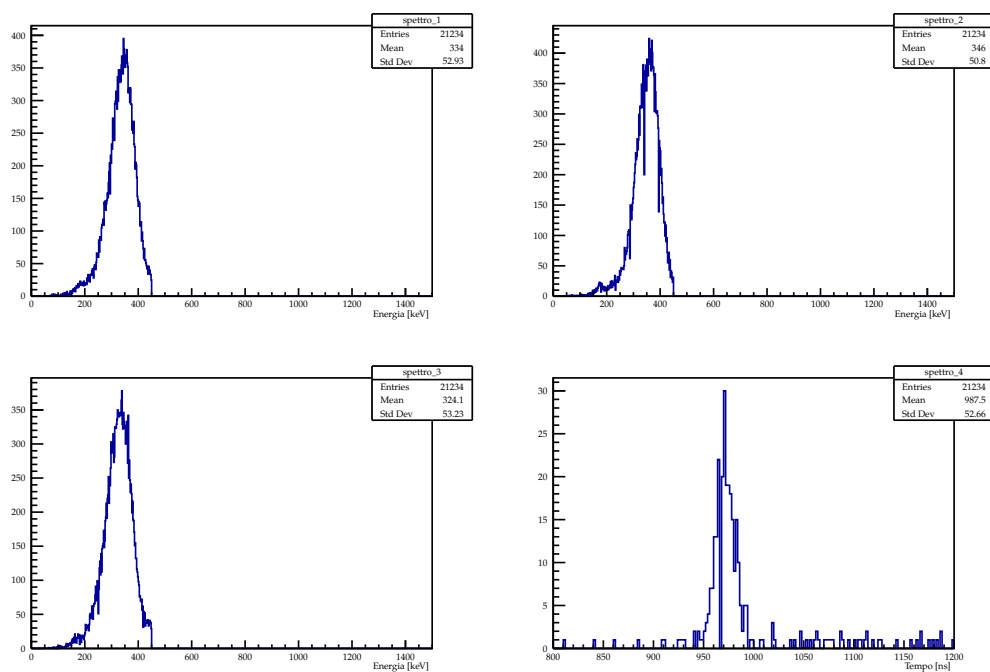 spettro_1
Entries 21234
Mean 334
Std Dev 52.93
400
350
300
250
200
150
100
50
0
0 200 400 600 800 1000 1200 1400
Energia [keV]
spettro_2
Entries 21234
Mean 346
Std Dev 50.8
400
350
300
250
200
150
100
50
0
0 200 400 600 800 1000 1200 1400
Energia [keV]
spettro_3
Entries 21234
Mean 324.1
Std Dev 53.23
350
300
250
200
150
100
50
0
0 200 400 600 800 1000 1200 1400
Energia [keV]
spettro_4
Entries 21234
Mean 987.5
Std Dev 52.66
30
25
20
15
10
5
0
800 850 900 950 1000 1050 1100 1150 1200
Tempo [ns]